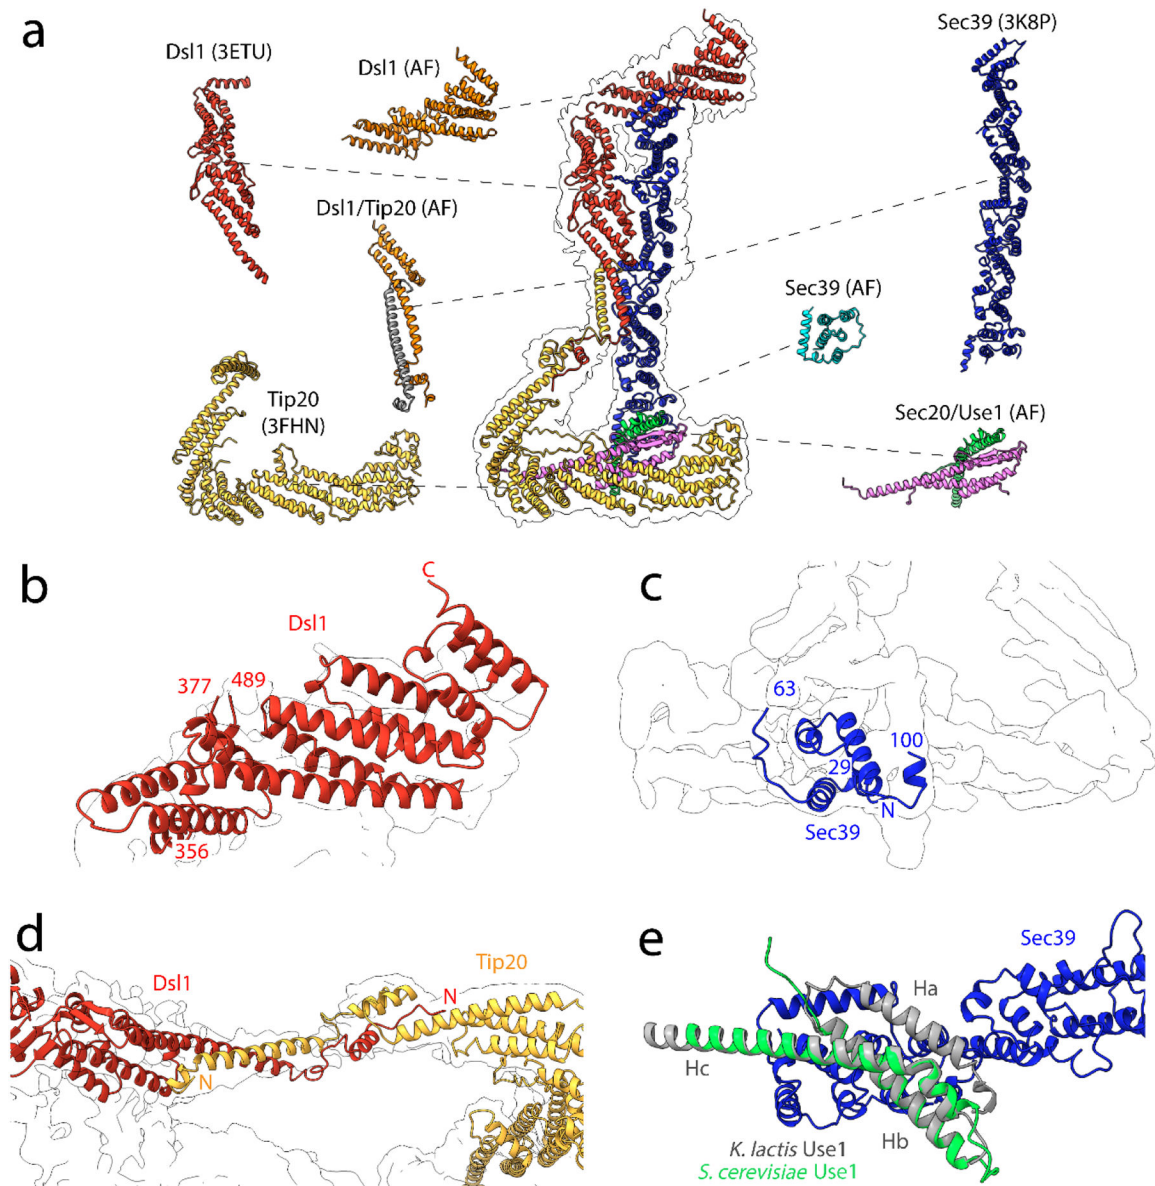 a
Dsl1 (3ETU)
Dsl1 (AF)
Sec39 (3K8P)
Dsl1/Tip20 (AF)
Sec39 (AF)
Tip20
(3FHN)
Sec20/Use1 (AF)
b
C
Dsl1
377 489
356
c
63
100
29
N
Sec39
d
Dsl1
Tip20
N
N
e
Sec39
Ha
Hc
Hb
K. lactis Use1
S. cerevisiae Use1